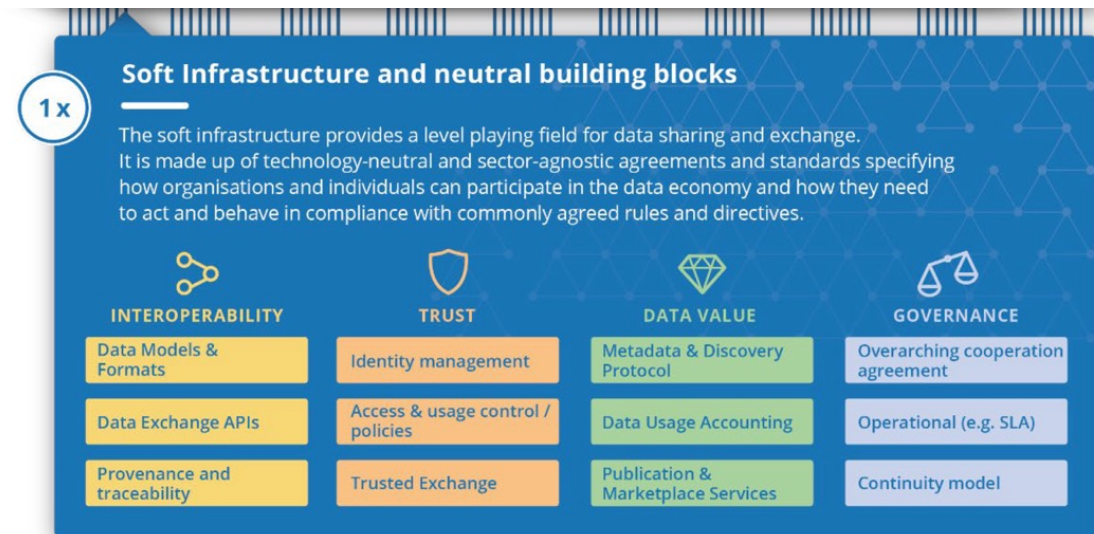 Soft Infrastructure and neutral building blocks
1x
The soft infrastructure provides a level playing field for data sharing and exchange.
It is made up of technology-neutral and sector-agnostic agreements and standards specifying
how organisations and individuals can participate in the data economy and how they need
to act and behave in compliance with commonly agreed rules and directives.
INTEROPERABILITY
Data Models &
Formats
Data Exchange APIs
Provenance and
traceability
TRUST
Identity management
Access & usage control /
policies
Trusted Exchange
DATA VALUE
Metadata & Discovery
Protocol
Data Usage Accounting
Publication &
Marketplace Services
GOVERNANCE
Overarching cooperation
agreement
Operational (e.g. SLA)
Continuity model